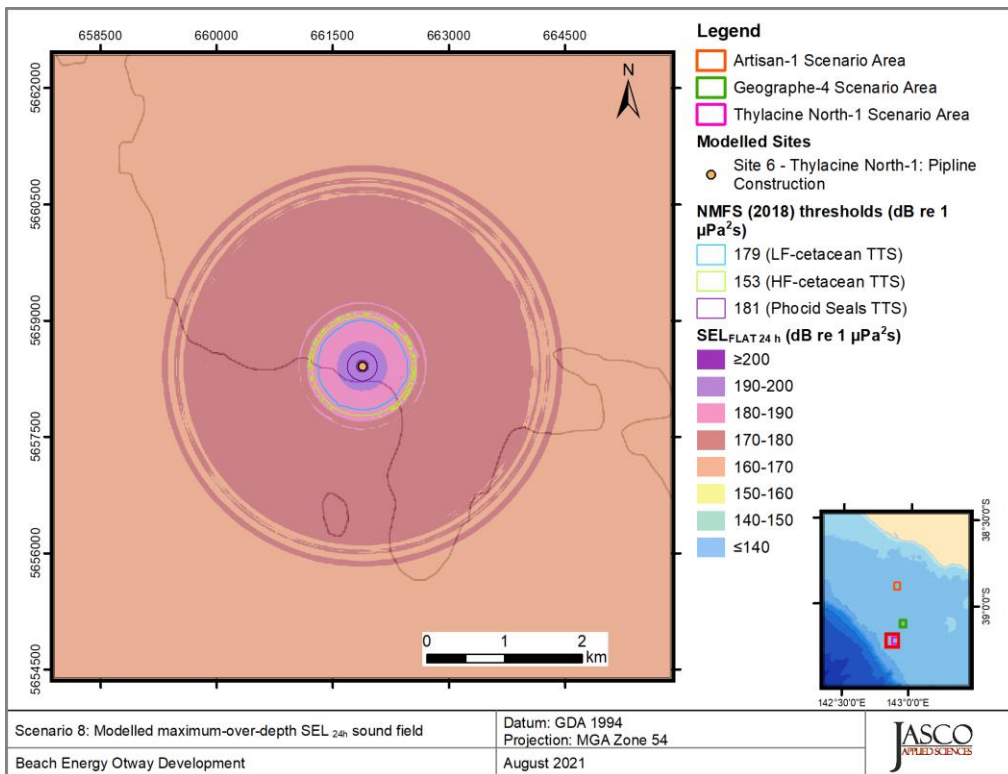 658500 660000 661500 663000 664500
5662000
5660500
5659000
5657500
5656000
5654500
N
0 1 2
km
Legend
Artisan-1 Scenario Area
Geographe-4 Scenario Area
Thylacine North-1 Scenario Area
Modelled Sites
Site 6 - Thylacine North-1: Pipline
Construction
NMFS (2018) thresholds (dB re 1
µPa²s)
179 (LF-cetacean TTS)
153 (HF-cetacean TTS)
181 (Phocid Seals TTS)
SELFLAT 24 h (dB re 1 µPa²s)
≥200
190-200
180-190
170-180
160-170
150-160
140-150
≤140
38°30'0"S
39°0'0"S
142°30'0"E 143°0'0"E
Scenario 8: Modelled maximum-over-depth SEL 24h sound field
Datum: GDA 1994
Projection: MGA Zone 54
Beach Energy Otway Development
August 2021
JASCO
APPLIED SCIENCES